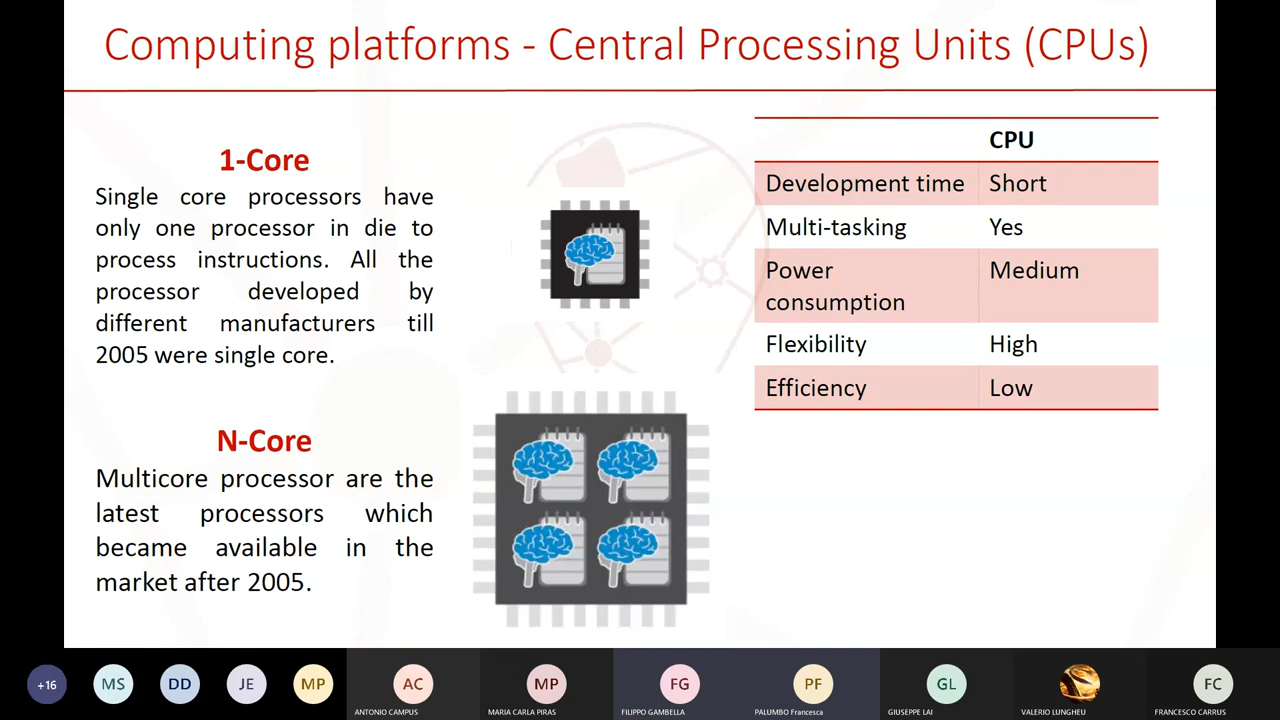 Computing platforms - Central Processing Units (CPUs)
1-Core
Single core processors have
only one processor in die to
process instructions. All the
processor developed by
different manufacturers till
2005 were single core.
N-Core
Multicore processor are the
latest processors which
became available in the
market after 2005.
CPU
Development time Short
Multi-tasking Yes
Power Medium
consumption
Flexibility High
Efficiency Low
+16 MS DD JE MP AC MP FG PF GL FC
ANTONIO CAMPUS MARIA CARLA PIRAS FILIPPO GAMBELLA PALUMBO Francesca GIUSEPPE LAI VALERIO LUNGHEU FRANCESCO CARRUS